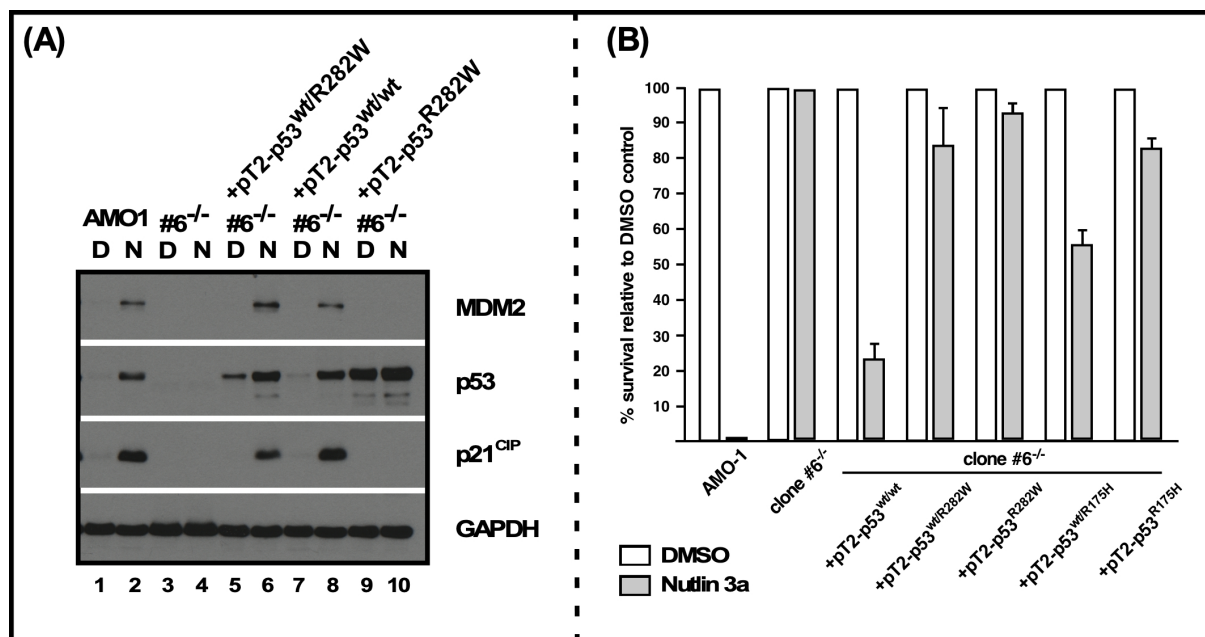 (A)
+pT2-p53wt/R282W
+pT2-p53wt/wt
+pT2-p53R282W
AMO1 #6-/- #6-/- #6-/- #6-/-
D N D N D N D N D N
MDM2
p53
p21CIP
GAPDH
1 2 3 4 5 6 7 8 9 10
(B)
% survival relative to DMSO control
100
90
80
70
60
50
40
30
20
10
AMO-1
clone #6-/-
clone #6-/-
+pT2-p53wt/wt
+pT2-p53wt/R282W
+pT2-p53R282W
+pT2-p53wt/R175H
+pT2-p53R175H
DMSO
Nutlin 3a